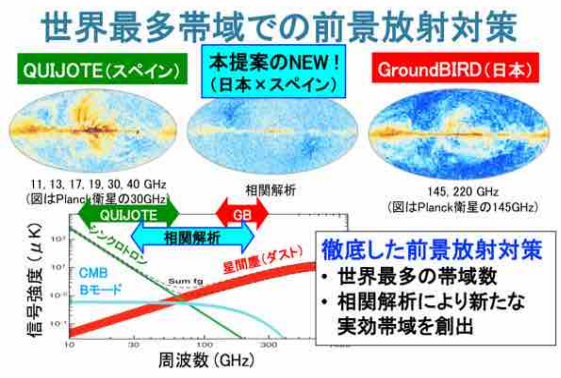 世界最多帯域での前景放射対策
QUIJOTE(スペイン)
本提案のNEW！
(日本×スペイン)
GroundBIRD(日本)
11, 13, 17, 19, 30, 40 GHz
(図はPlanck衛星の30GHz)
相関解析
145, 220 GHz
(図はPlanck衛星の145GHz)
QUIJOTE
GB
相関解析
シンクロトロン
星間塵(ダスト)
Sum fg
CMB
Bモード
信号強度(μK)
10
100
周波数(GHz)
徹底した前景放射対策
• 世界最多の帯域数
• 相関解析により新たな
実効帯域を創出